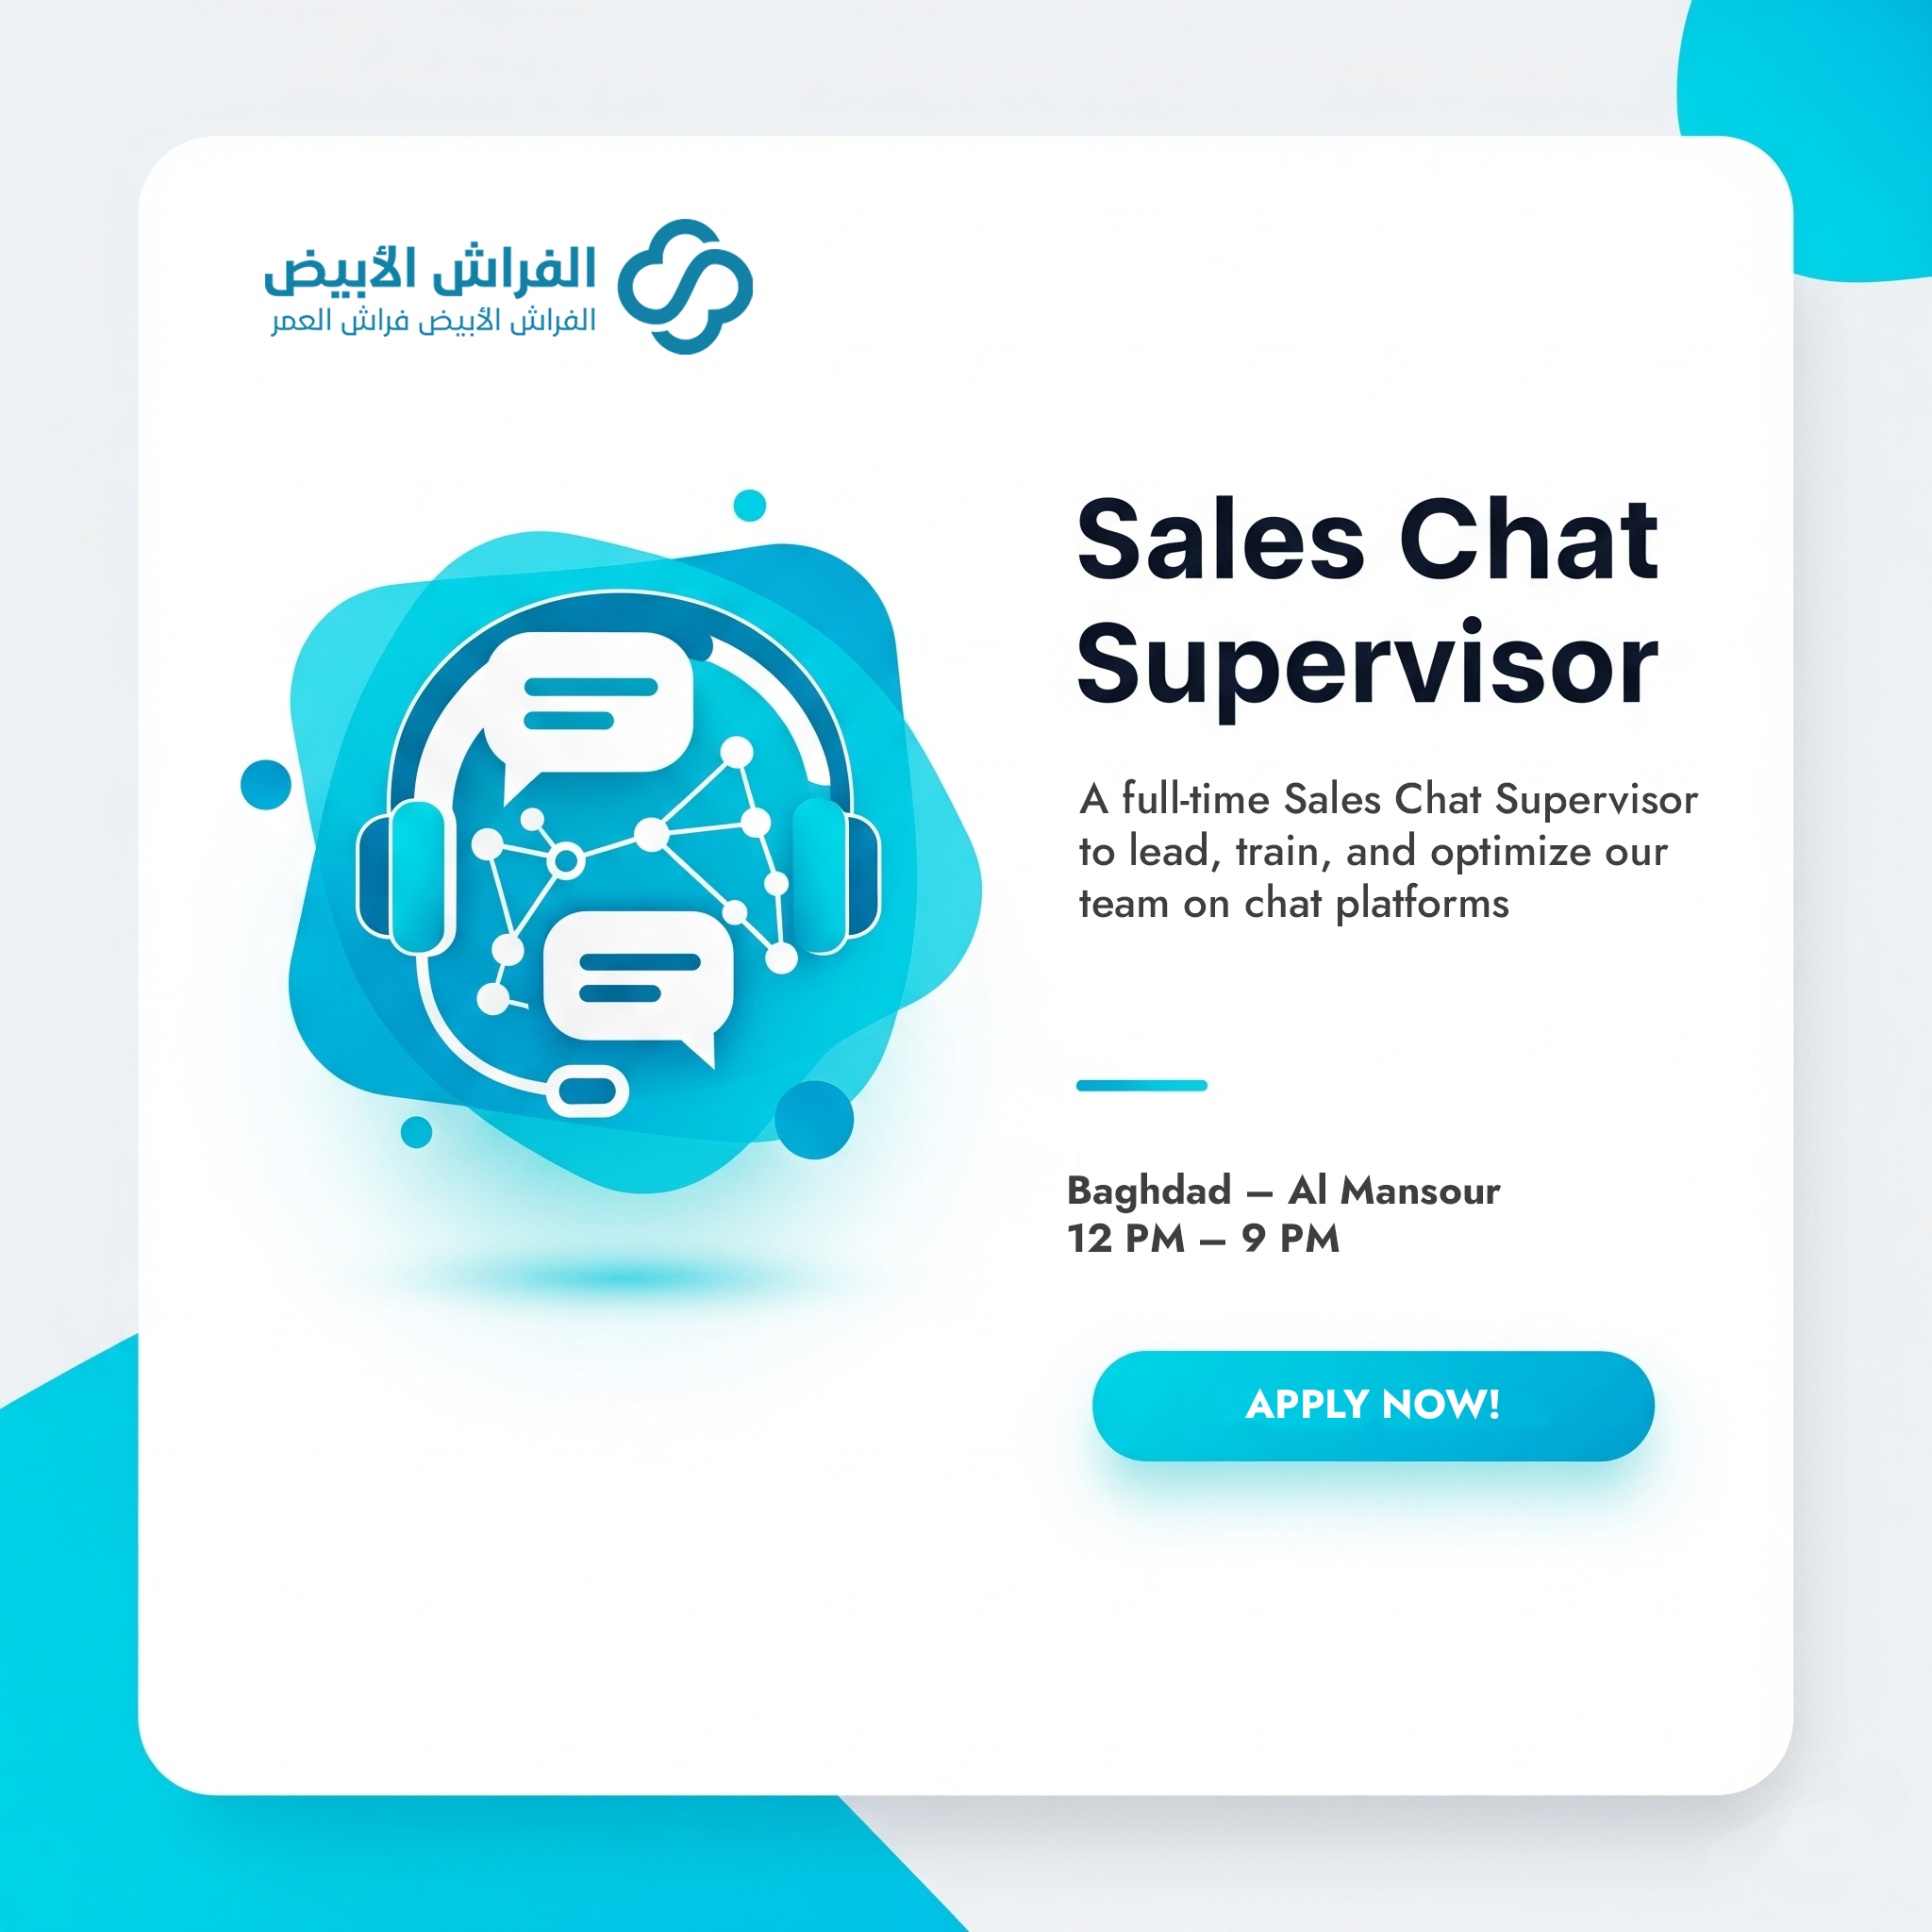 الفراش الأبيض
الفراش الأبيض فراش العمر
Sales Chat
Supervisor
A full-time Sales Chat Supervisor
to lead, train, and optimize our
team on chat platforms
Baghdad – Al Mansour
12 PM – 9 PM
APPLY NOW!